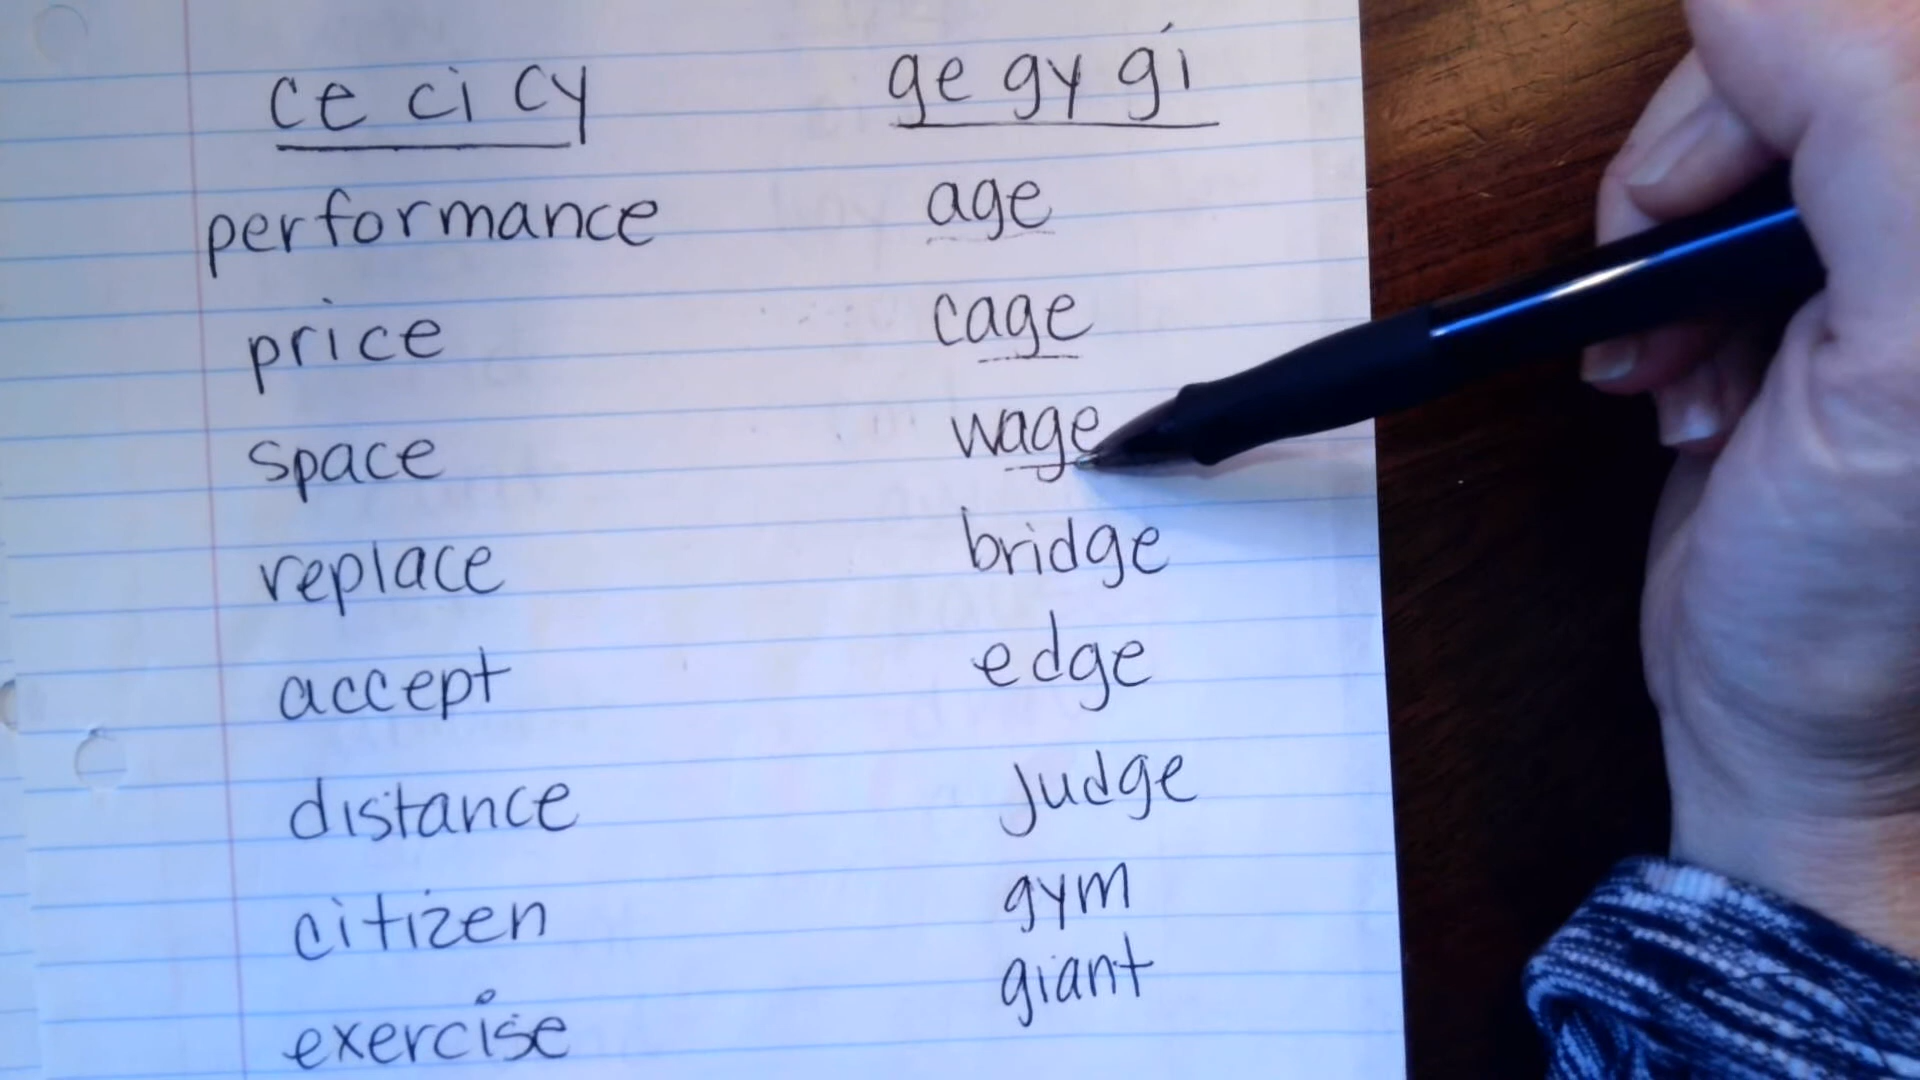 ce ci cy ge gy gi
performance age
price cage
space wage
replace bridge
accept edge
distance judge
citizen gym
exercise giant